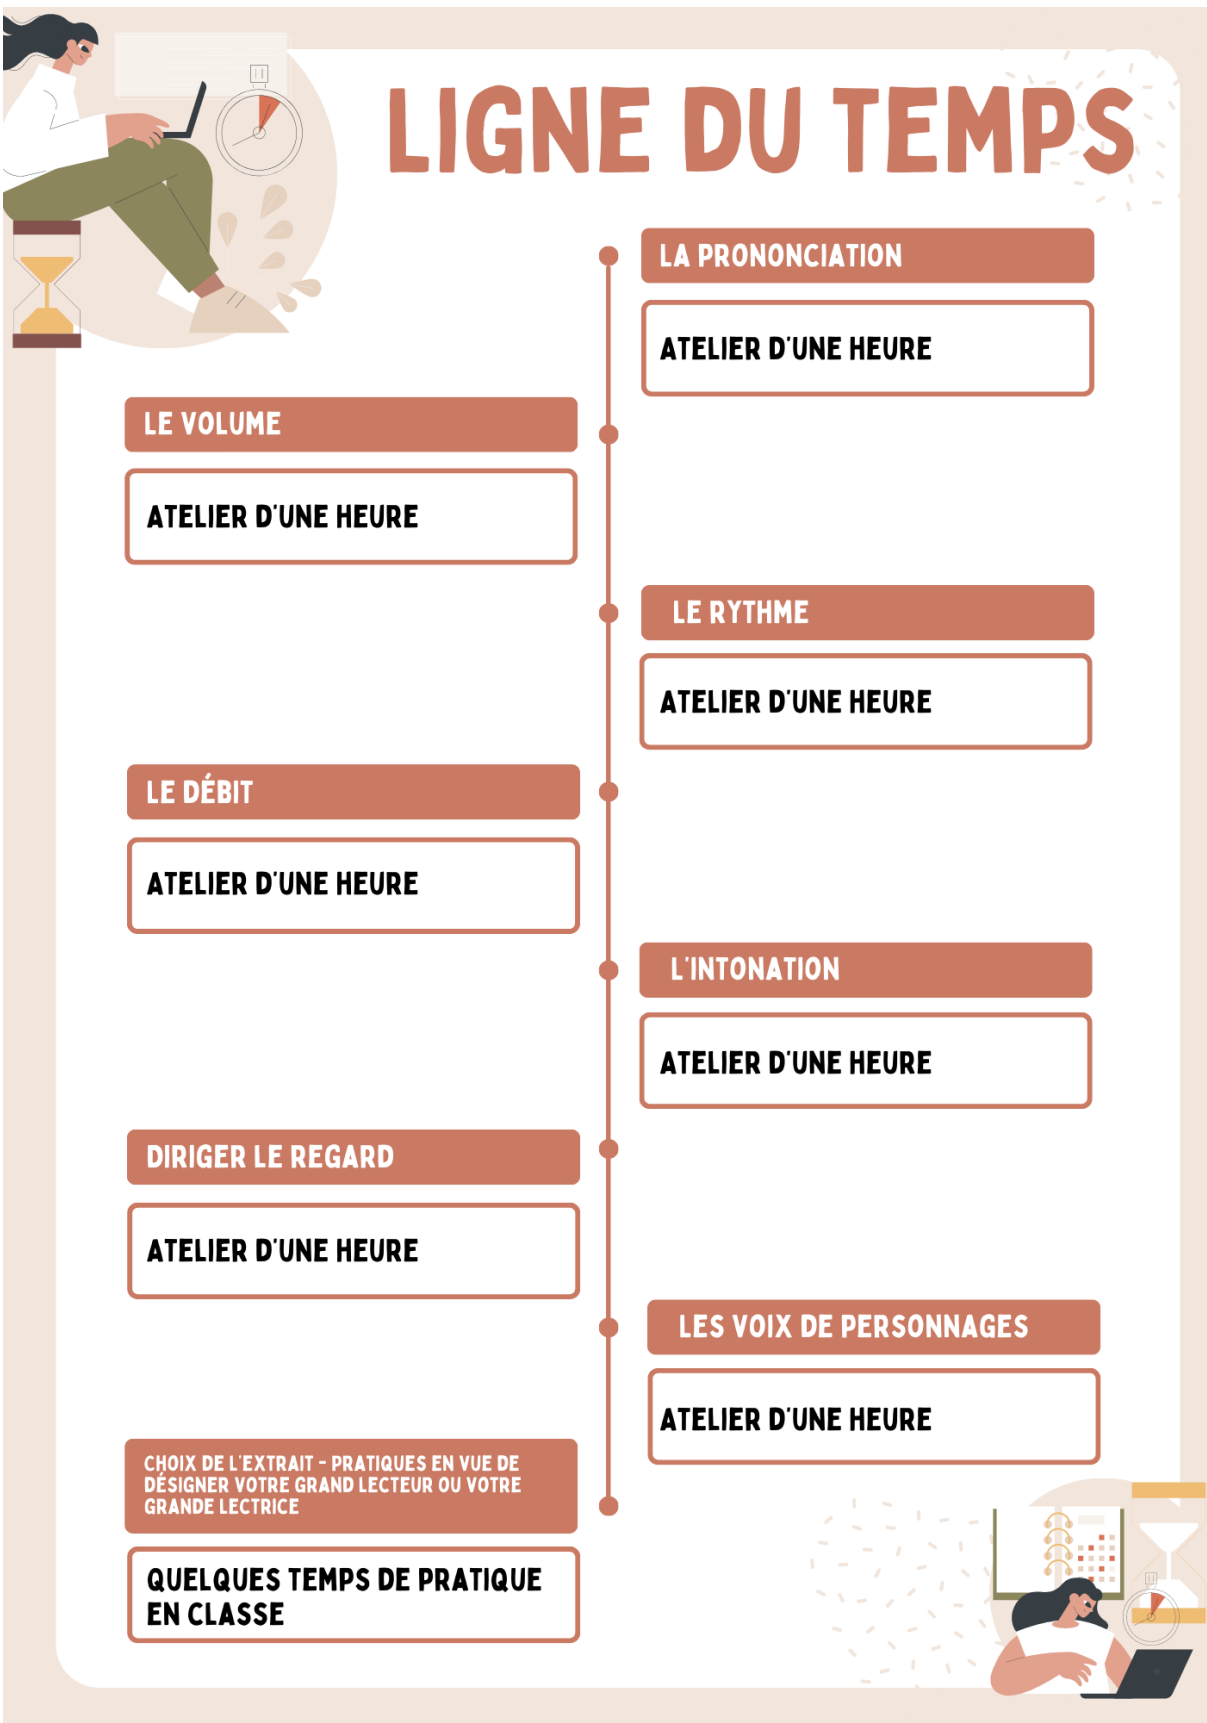 LIGNE DU TEMPS
LA PRONONCIATION
ATELIER D'UNE HEURE
LE VOLUME
ATELIER D'UNE HEURE
LE RYTHME
ATELIER D'UNE HEURE
LE DÉBIT
ATELIER D'UNE HEURE
L'INTONATION
ATELIER D'UNE HEURE
DIRIGER LE REGARD
ATELIER D'UNE HEURE
LES VOIX DE PERSONNAGES
ATELIER D'UNE HEURE
CHOIX DE L'EXTRAIT - PRATIQUES EN VUE DE
DÉSIGNER VOTRE GRAND LECTEUR OU VOTRE
GRANDE LECTRICE
QUELQUES TEMPS DE PRATIQUE
EN CLASSE